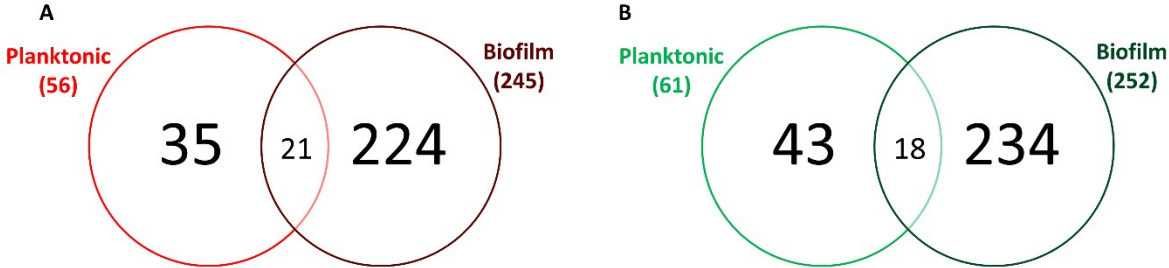 A
Planktonic
(56)
35
21
224
Biofilm
(245)
B
Planktonic
(61)
43
18
234
Biofilm
(252)